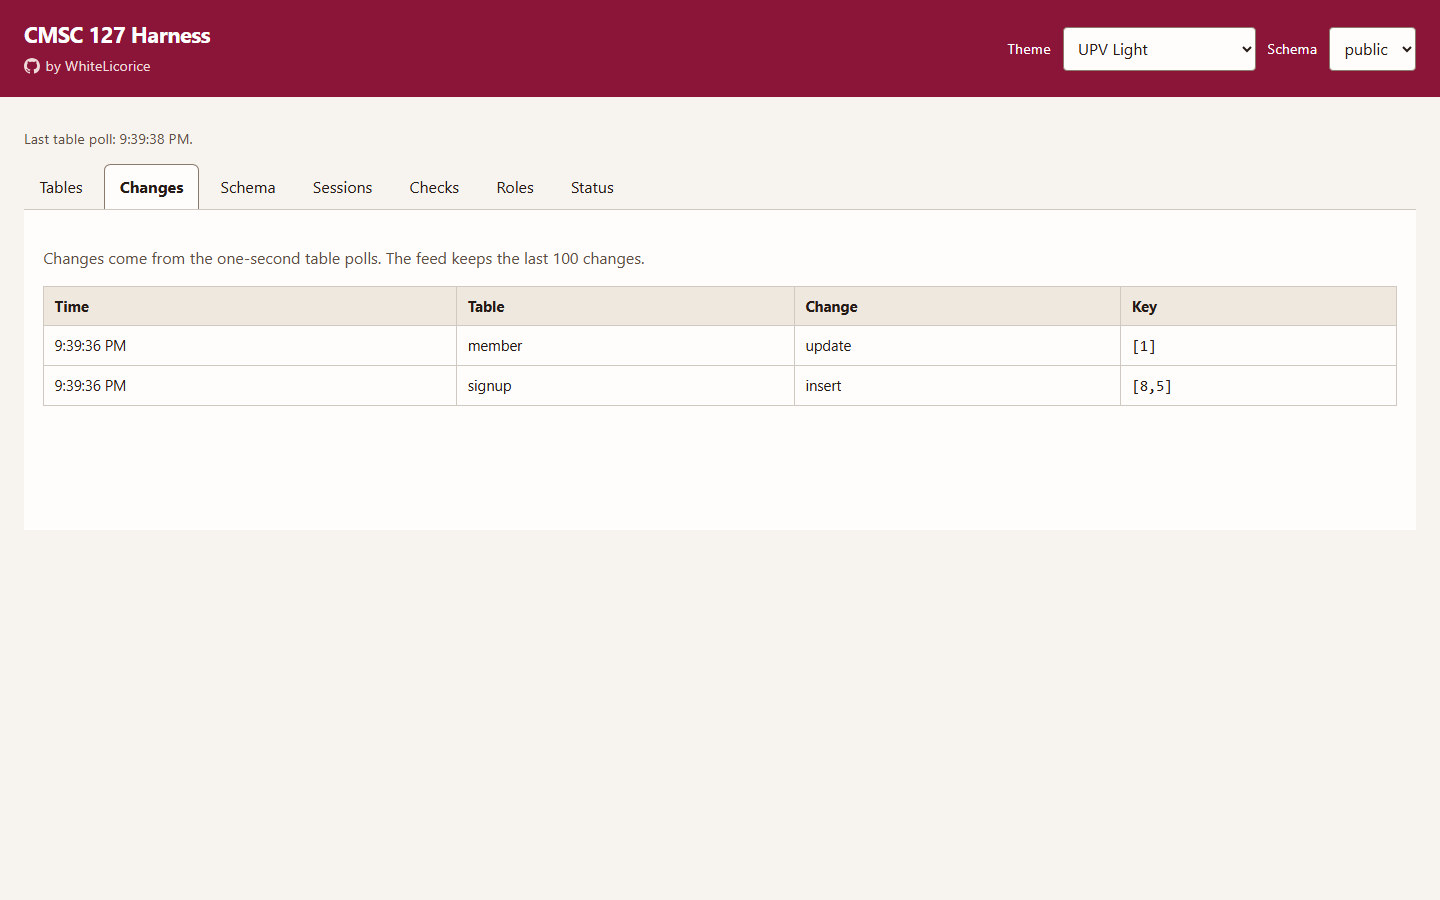 CMSC 127 Harness
by WhiteLicorice
Theme UPV Light Schema public
Last table poll: 9:39:38 PM.
Tables Changes Schema Sessions Checks Roles Status
Changes come from the one-second table polls. The feed keeps the last 100 changes.
Time Table Change Key
9:39:36 PM member update [1]
9:39:36 PM signup insert [8,5]